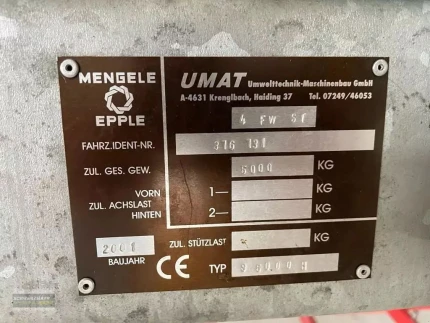 MENGELE EPPLE
UMAT Umwelttechnik-Maschinenbau GmbH
A-4631 Krenglbach, Haiding 37 Tel. 07249/46053
4 FW ST
FAHRZ.IDENT-NR. 316 131
ZUL. GES. GEW. 6000 KG
VORN 1— KG
ZUL. ACHSLAST
HINTEN 2— KG
2001
ZUL. STÜTZLAST KG
BAUJAHR CE TYP